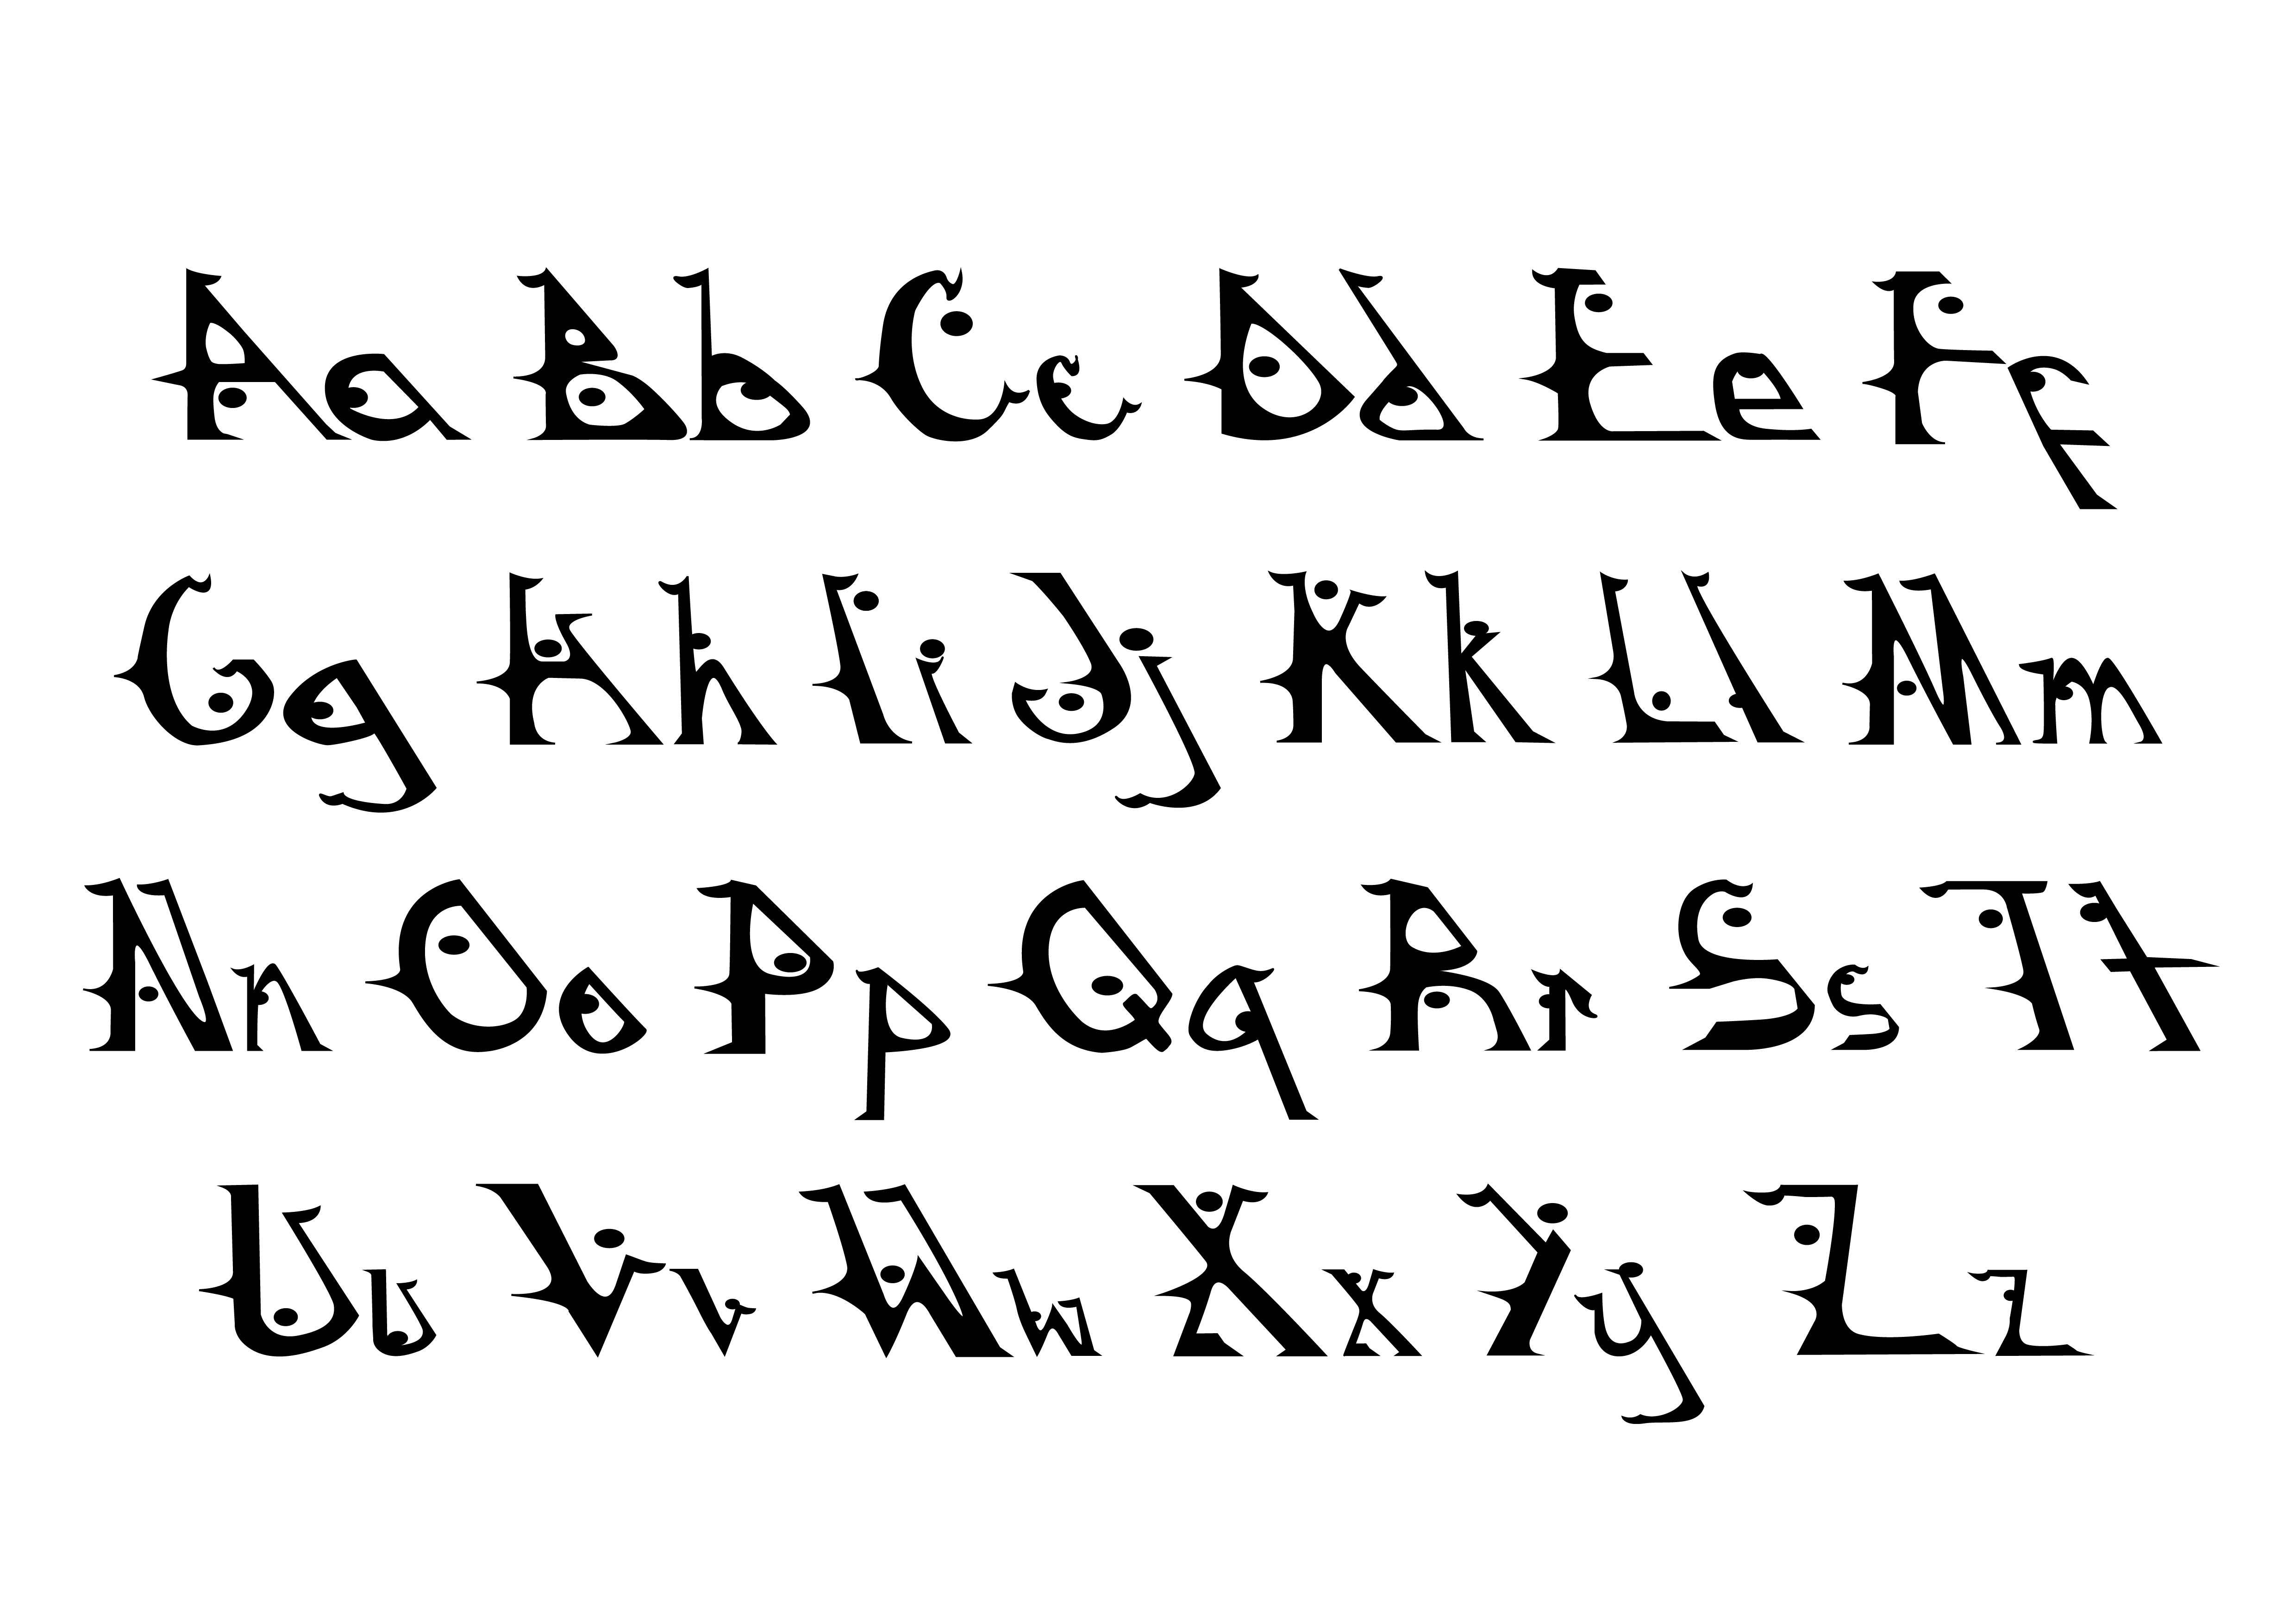 Aa Bb Cc Dd Ee Ff
Gg Hh Ii Jj Kk Ll Mm
Nn Oo Pp Qq Rr Ss Tt
Uu Vv Ww Xx Yy Zz